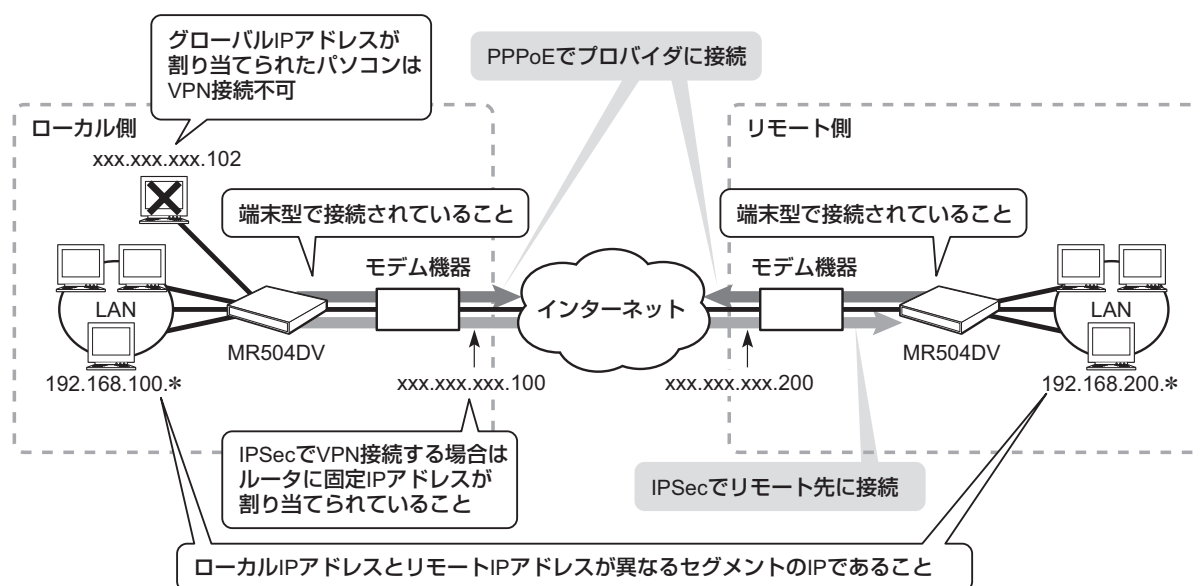 グローバルIPアドレスが
割り当てられたパソコンは
VPN接続不可
PPPoEでプロバイダに接続
ローカル側
リモート側
xxx.xxx.xxx.102
端末型で接続されていること
端末型で接続されていること
モデム機器
モデム機器
インターネット
LAN
LAN
MR504DV
MR504DV
192.168.100.*
xxx.xxx.xxx.100
xxx.xxx.xxx.200
192.168.200.*
IPSecでVPN接続する場合は
ルータに固定IPアドレスが
割り当てられていること
IPSecでリモート先に接続
ローカルIPアドレスとリモートIPアドレスが異なるセグメントのIPであること